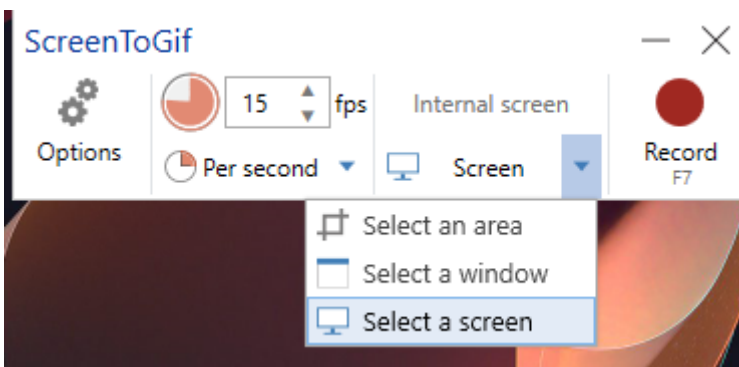 ScreenToGif
15 fps
Internal screen
Options
Per second
Screen
Record
F7
Select an area
Select a window
Select a screen